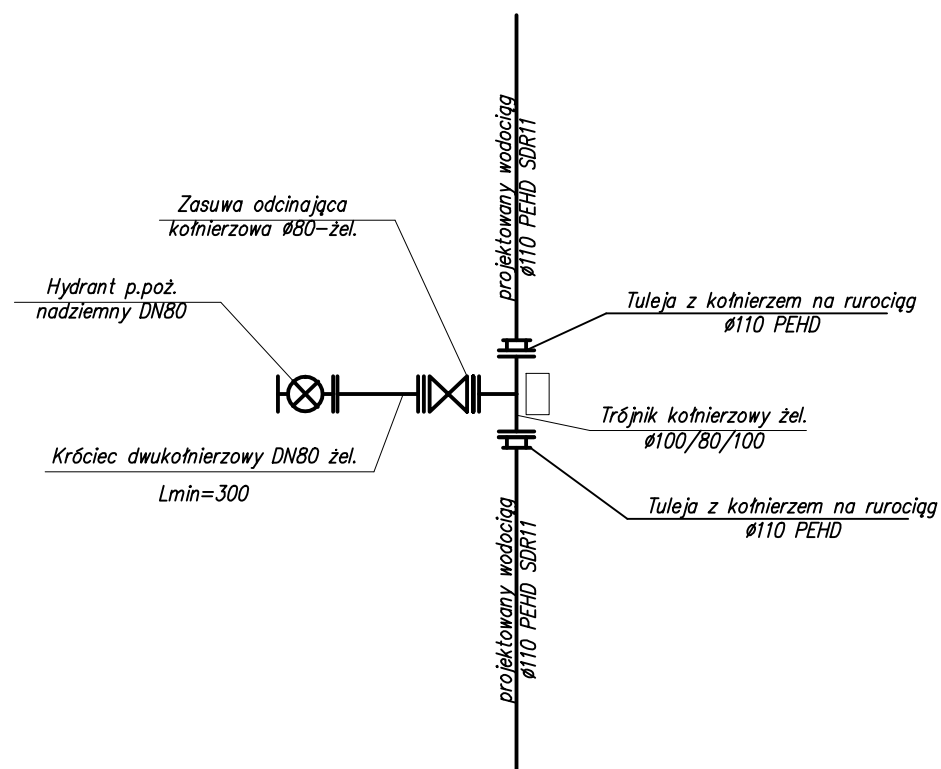 projektowany wodociąg
ø110 PEHD SDR11
Zasuwa odcinająca
kołnierzowa Ø80-żel.
Hydrant p.poż.
nadziemny DN80
Tuleja z kołnierzem na rurociąg
ø110 PEHD
Trójnik kołnierzowy żel.
Ø100/80/100
Króciec dwukołnierzowy DN80 żel.
Lmin=300
Tuleja z kołnierzem na rurociąg
ø110 PEHD
projektowany wodociąg
ø110 PEHD SDR11